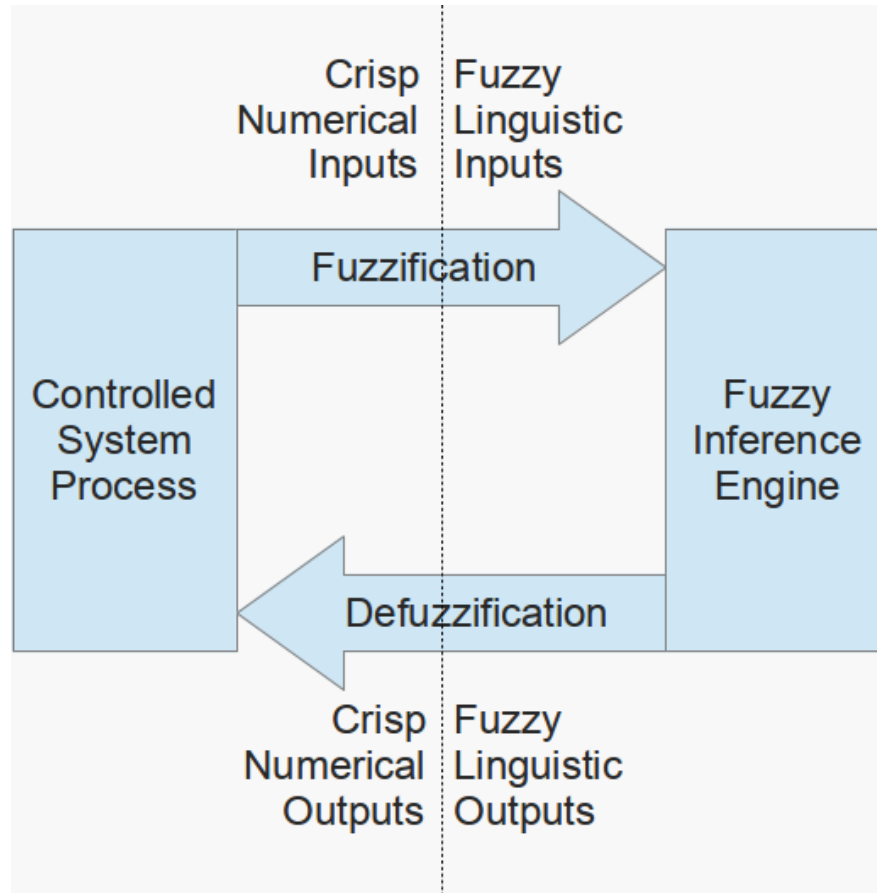 Crisp
Numerical
Inputs
Fuzzy
Linguistic
Inputs
Fuzzification
Controlled
System
Process
Fuzzy
Inference
Engine
Defuzzification
Crisp
Numerical
Outputs
Fuzzy
Linguistic
Outputs